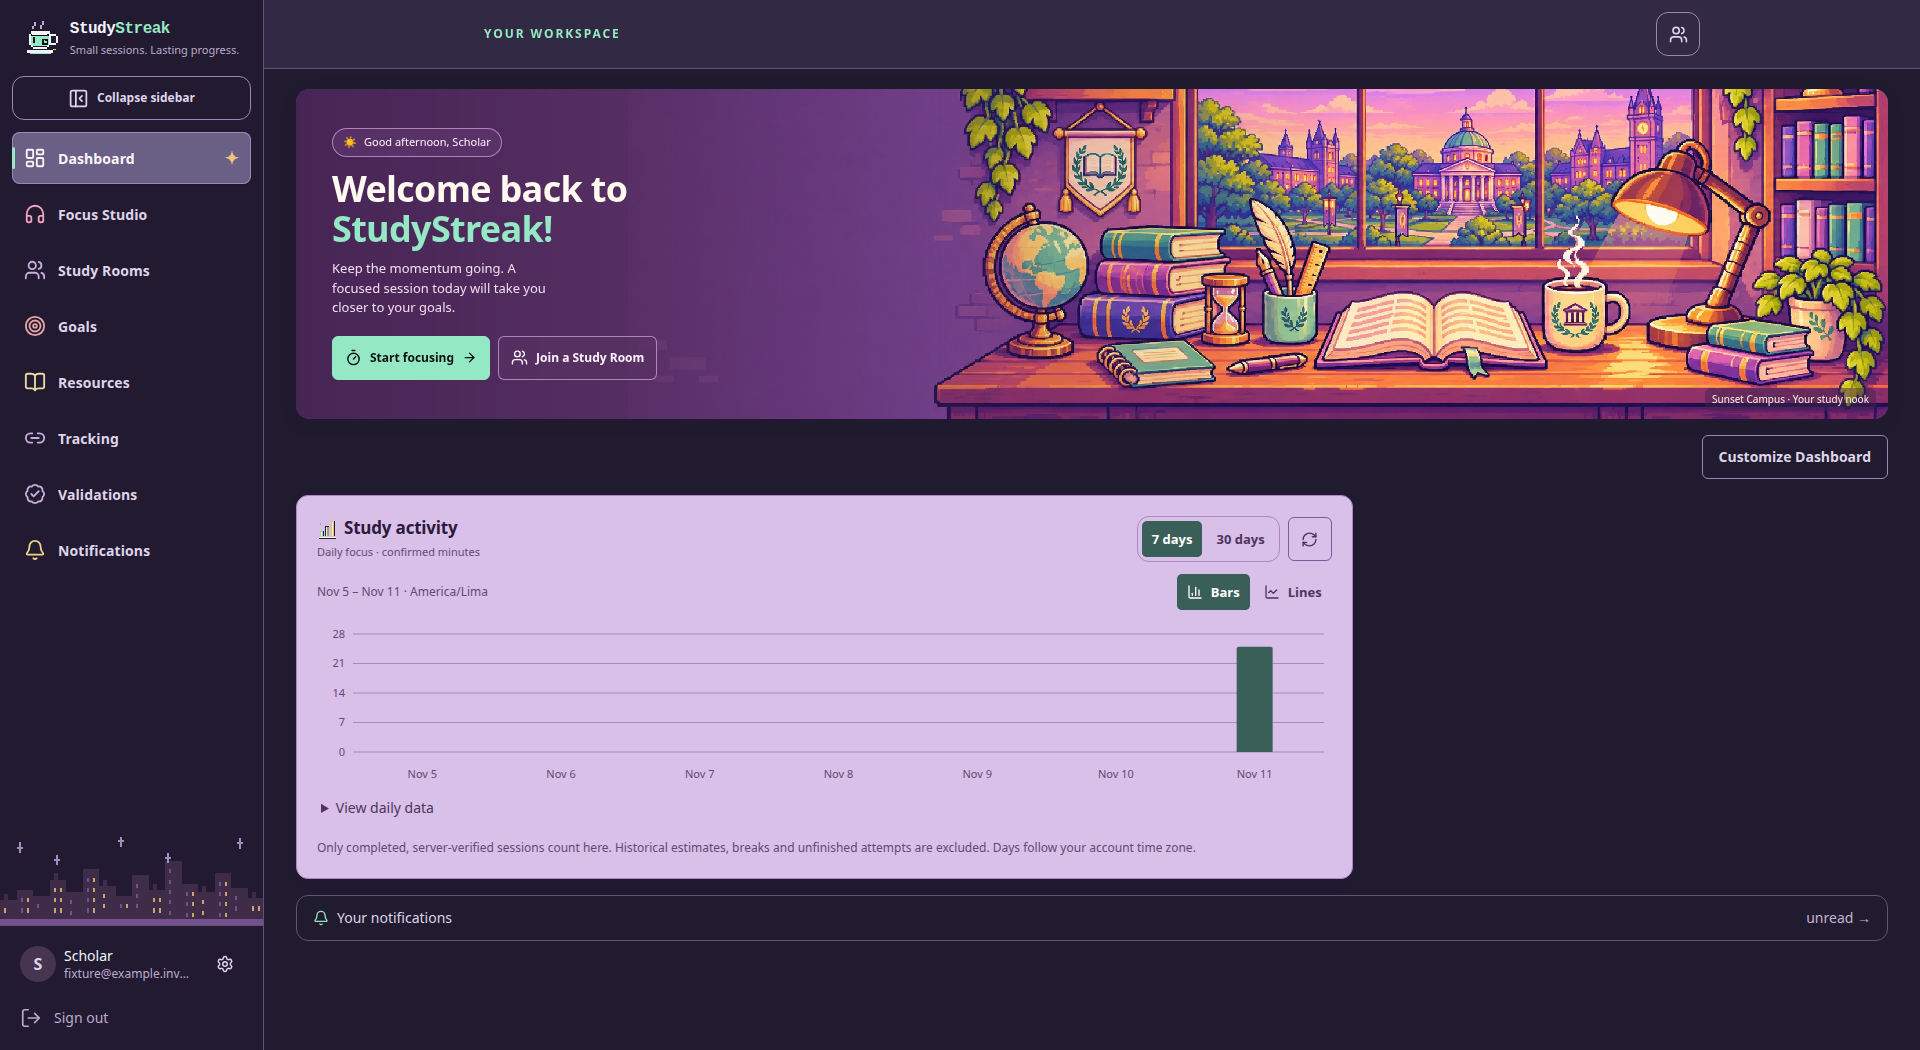 StudyStreak
Small sessions. Lasting progress.
Collapse sidebar
Dashboard
Focus Studio
Study Rooms
Goals
Resources
Tracking
Validations
Notifications
S
Scholar
fixture@example.inv...
Sign out
YOUR WORKSPACE
Good afternoon, Scholar
Welcome back to
StudyStreak!
Keep the momentum going. A
focused session today will take you
closer to your goals.
Start focusing
Join a Study Room
Sunset Campus · Your study nook
Customize Dashboard
Study activity
Daily focus · confirmed minutes
7 days
30 days
Nov 5 – Nov 11 · America/Lima
Bars
Lines
28
21
14
7
0
Nov 5
Nov 6
Nov 7
Nov 8
Nov 9
Nov 10
Nov 11
View daily data
Only completed, server-verified sessions count here. Historical estimates, breaks and unfinished attempts are excluded. Days follow your account time zone.
Your notifications
unread →